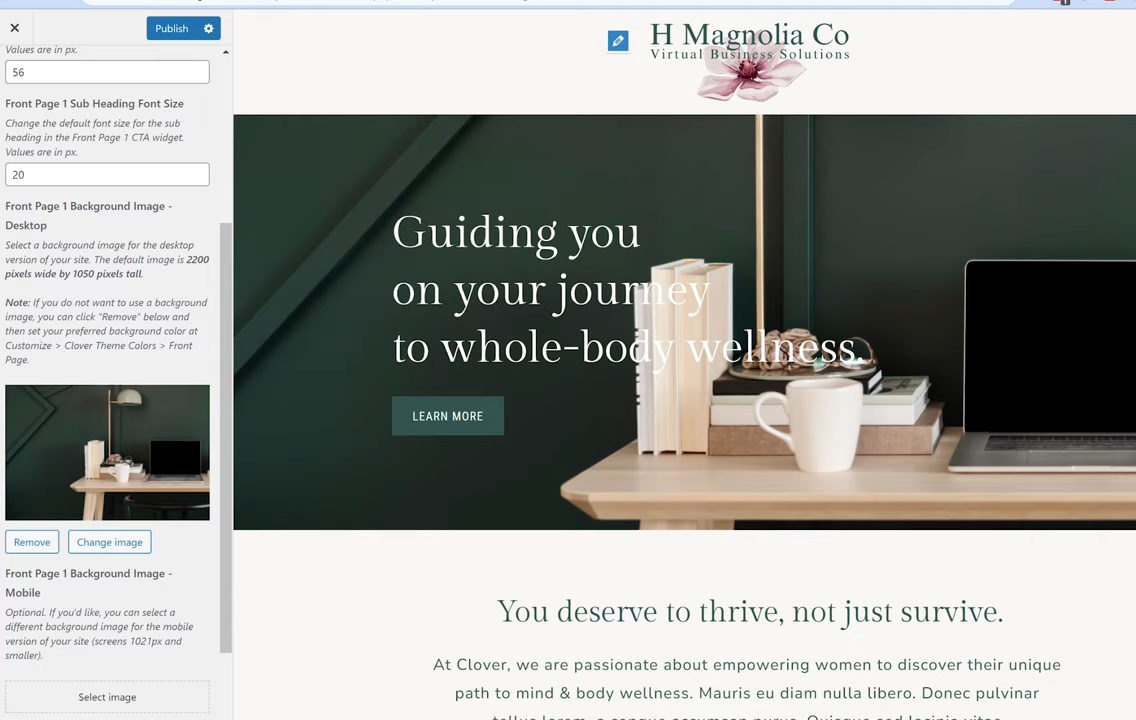 Publish
Values are in px.
56
Front Page 1 Sub Heading Font Size
Change the default font size for the sub
heading in the Front Page 1 CTA widget.
Values are in px.
20
Front Page 1 Background Image -
Desktop
Select a background image for the desktop
version of your site. The default image is 2200
pixels wide by 1050 pixels tall.
Note: If you do not want to use a background
image, you can click "Remove" below and
then set your preferred background color at
Customize > Clover Theme Colors > Front
Page.
Remove
Change image
Front Page 1 Background Image -
Mobile
Optional. If you'd like, you can select a
different background image for the mobile
version of your site (screens 1021px and
smaller).
Select image
H Magnolia Co
Virtual Business Solutions
Guiding you
on your journey
to whole-body wellness.
LEARN MORE
You deserve to thrive, not just survive.
At Clover, we are passionate about empowering women to discover their unique
path to mind & body wellness. Mauris eu diam nulla libero. Donec pulvinar